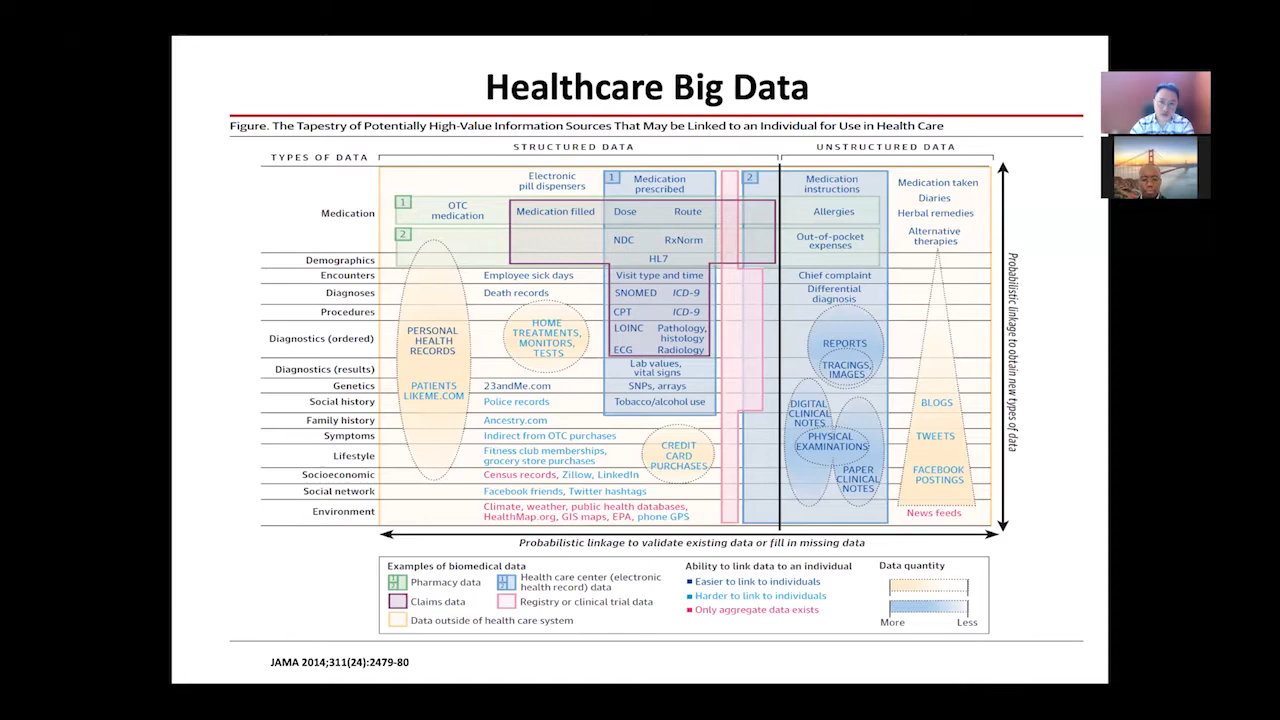 Healthcare Big Data
Figure. The Tapestry of Potentially High-Value Information Sources That May be Linked to an Individual for Use in Health Care
STRUCTURED DATA
UNSTRUCTURED DATA
TYPES OF DATA
Medication
Electronic
pill dispensers
1
Medication
prescribed
2
Medication
instructions
Medication taken
Diaries
1
OTC
medication
Medication filled
Dose
Route
Allergies
Herbal remedies
2
NDC
RxNorm
Out-of-pocket
expenses
Alternative
therapies
Demographics
HL7
Encounters
Employee sick days
Visit type and time
Chief complaint
Diagnoses
Death records
SNOMED
ICD-9
Differential
diagnosis
Procedures
CPT
ICD-9
Diagnostics (ordered)
PERSONAL
HEALTH
RECORDS
HOME
TREATMENTS,
MONITORS,
TESTS
LOINC
Pathology,
histology
ECG
Radiology
REPORTS
TRACINGS,
IMAGES
Diagnostics (results)
Lab values,
vital signs
Genetics
PATIENTS
LIKEME.COM
23andMe.com
SNPs, arrays
Social history
Police records
Tobacco/alcohol use
DIGITAL
CLINICAL
NOTES
BLOGS
Family history
Ancestry.com
Symptoms
Indirect from OTC purchases
PHYSICAL
EXAMINATIONS
TWEETS
Lifestyle
Fitness club memberships,
grocery store purchases
CREDIT
CARD
PURCHASES
Socioeconomic
Census records, Zillow, LinkedIn
PAPER
CLINICAL
NOTES
FACEBOOK
POSTINGS
Social network
Facebook friends, Twitter hashtags
Environment
Climate, weather, public health databases,
HealthMap.org, GIS maps, EPA, phone GPS
News feeds
Probabilistic linkage to obtain new types of data
Probabilistic linkage to validate existing data or fill in missing data
Examples of biomedical data
1
2
Pharmacy data
1
2
Health care center (electronic
health record) data
Claims data
Registry or clinical trial data
Data outside of health care system
Ability to link data to an individual
Easier to link to individuals
Harder to link to individuals
Only aggregate data exists
Data quantity
More
Less
JAMA 2014;311(24):2479-80